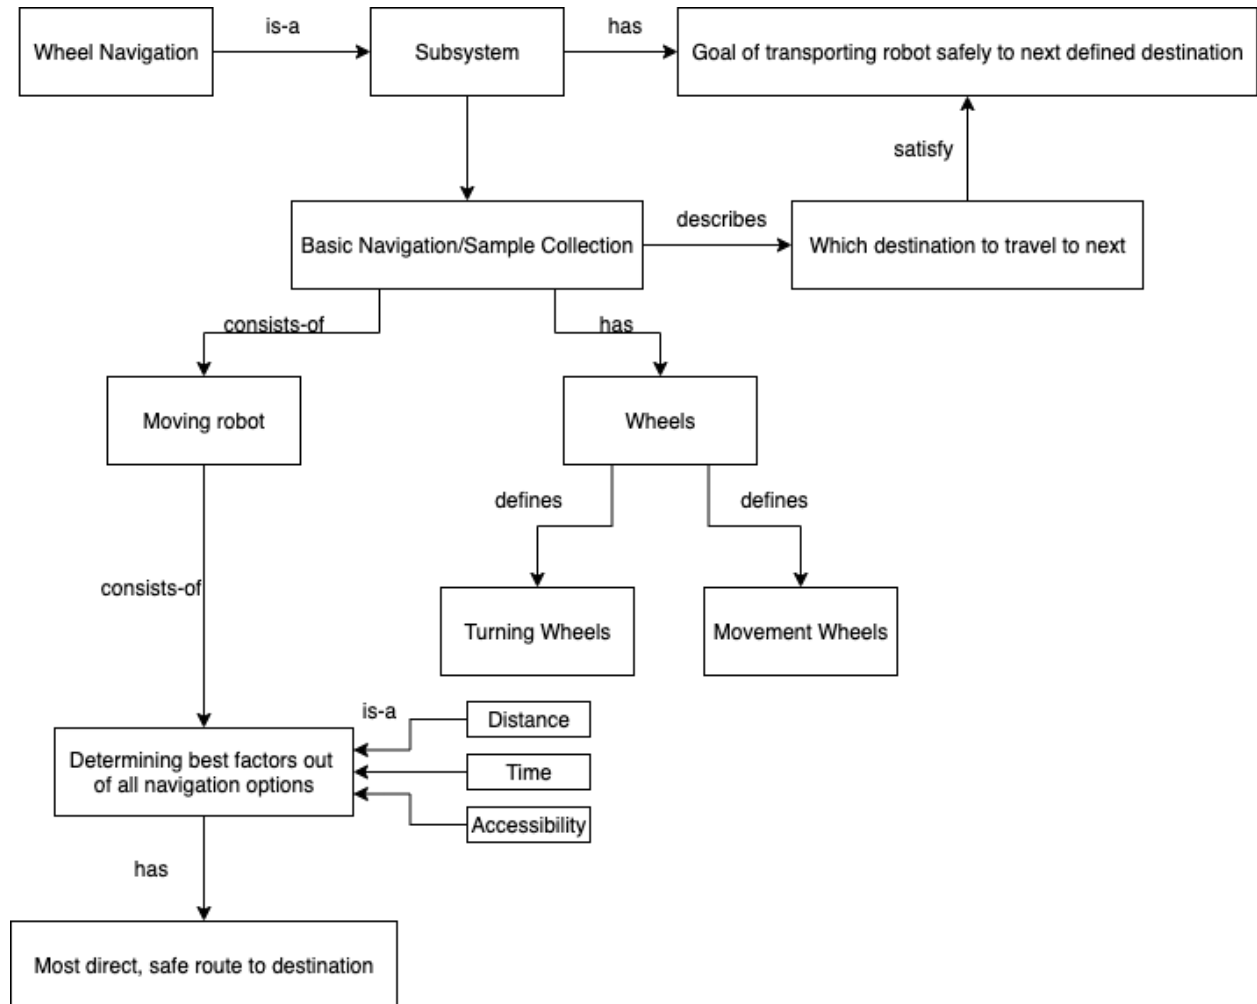 is-a
has
Wheel Navigation
Subsystem
Goal of transporting robot safely to next defined destination
satisfy
describes
Basic Navigation/Sample Collection
Which destination to travel to next
consists-of
has
Moving robot
Wheels
defines
defines
consists-of
Turning Wheels
Movement Wheels
is-a
Distance
Determining best factors out
of all navigation options
Time
Accessibility
has
Most direct, safe route to destination